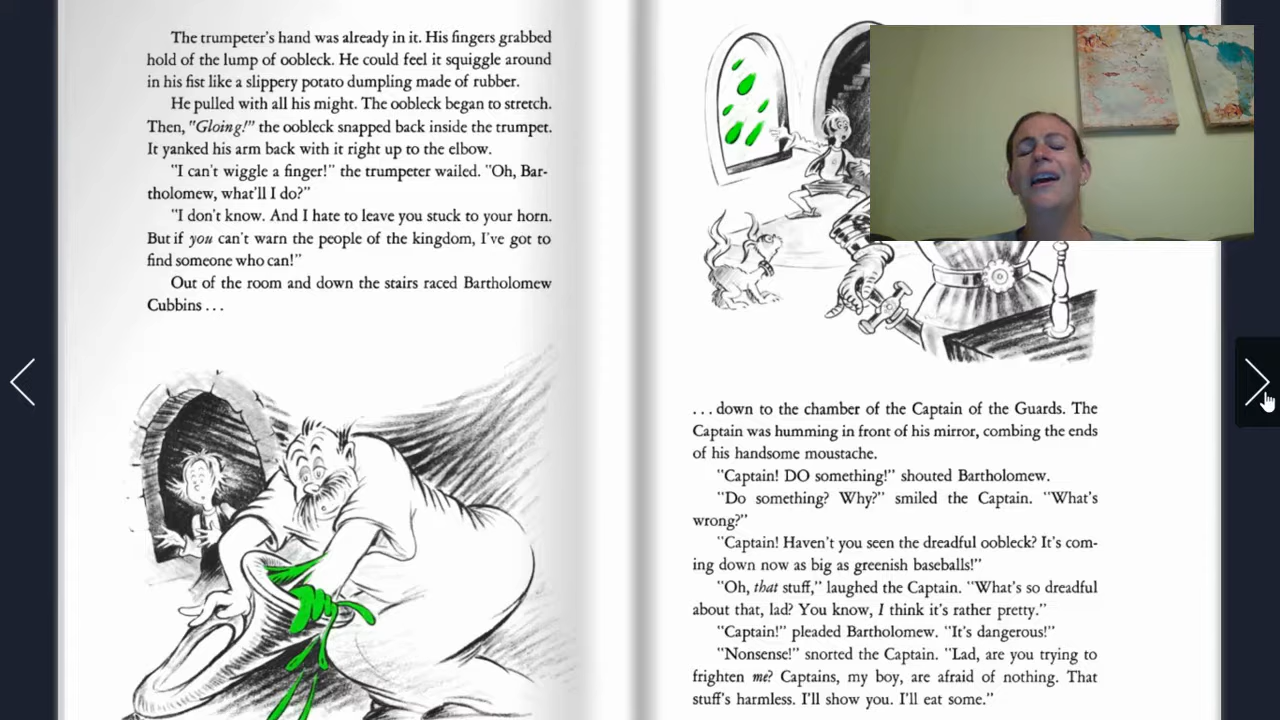 The trumpeter's hand was already in it. His fingers grabbed
hold of the lump of oobleck. He could feel it squiggle around
in his fist like a slippery potato dumpling made of rubber.
He pulled with all his might. The oobleck began to stretch.
Then, "Gloing!" the oobleck snapped back inside the trumpet.
It yanked his arm back with it right up to the elbow.
"I can't wiggle a finger!" the trumpeter wailed. "Oh, Bar-
tholomew, what'll I do?"
"I don't know. And I hate to leave you stuck to your horn.
But if you can't warn the people of the kingdom, I've got to
find someone who can!"
Out of the room and down the stairs raced Bartholomew
Cubbins . . .
. . . down to the chamber of the Captain of the Guards. The
Captain was humming in front of his mirror, combing the ends
of his handsome moustache.
"Captain! DO something!" shouted Bartholomew.
"Do something? Why?" smiled the Captain. "What's
wrong?"
"Captain! Haven't you seen the dreadful oobleck? It's com-
ing down now as big as greenish baseballs!"
"Oh, that stuff," laughed the Captain. "What's so dreadful
about that, lad? You know, I think it's rather pretty."
"Captain!" pleaded Bartholomew. "It's dangerous!"
"Nonsense!" snorted the Captain. "Lad, are you trying to
frighten me? Captains, my boy, are afraid of nothing. That
stuff's harmless. I'll show you. I'll eat some."